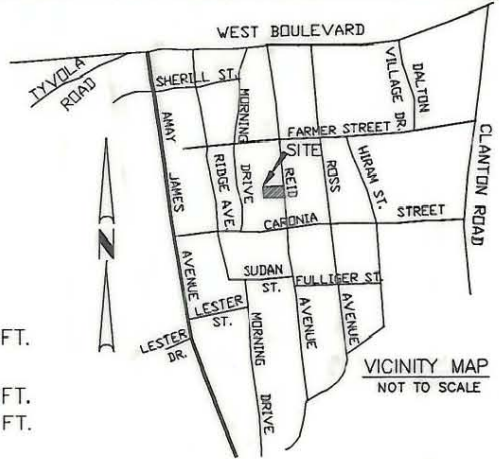 WEST BOULEVARD
TYVOLA
ROAD
SHERILL ST.
MORNING
DRIVE
VILLAGE DR.
DALTON
FARMER STREET
SITE
AMAY
JAMES
AVENUE
RIDGE AVE.
REID
ROSS
HIRAM ST.
CLANTON ROAD
CARONIA
STREET
N
SUDAN
ST.
FULLIGER ST.
LESTER
ST.
LESTER
DR.
MORNING
DRIVE
AVENUE
AVENUE
FT.
FT.
FT.
VICINITY MAP
NOT TO SCALE